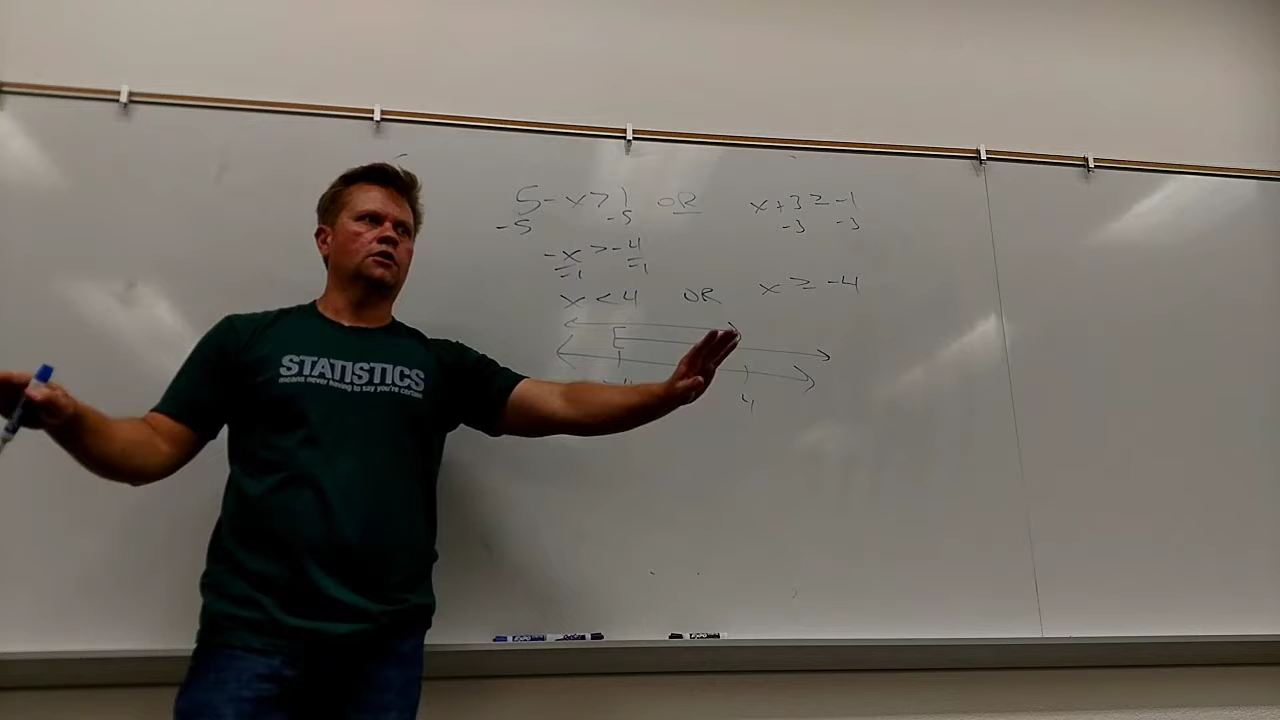 5-x>1 OR x+3≥-1
-5 -5 -3 -3
-x>-4
-1 -1
x<4 OR x≥-4
4
STATISTICS
means never having to say you're certain